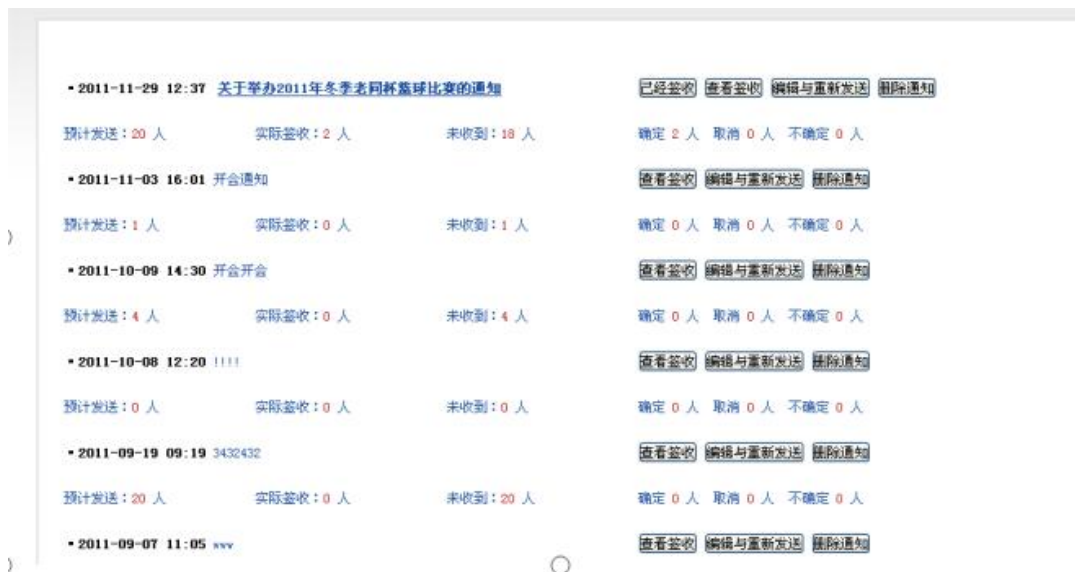 ▪ 2011-11-29 12:37 关于举办2011年冬季老同杯篮球比赛的通知 已经签收 查看签收 编辑与重新发送 删除通知
预计发送：20 人 实际签收：2 人 未收到：18 人 确定 2 人 取消 0 人 不确定 0 人
▪ 2011-11-03 16:01 开会通知 查看签收 编辑与重新发送 删除通知
预计发送：1 人 实际签收：0 人 未收到：1 人 确定 0 人 取消 0 人 不确定 0 人
▪ 2011-10-09 14:30 开会开会 查看签收 编辑与重新发送 删除通知
预计发送：4 人 实际签收：0 人 未收到：4 人 确定 0 人 取消 0 人 不确定 0 人
▪ 2011-10-08 12:20 !!!! 查看签收 编辑与重新发送 删除通知
预计发送：0 人 实际签收：0 人 未收到：0 人 确定 0 人 取消 0 人 不确定 0 人
▪ 2011-09-19 09:19 3432432 查看签收 编辑与重新发送 删除通知
预计发送：20 人 实际签收：0 人 未收到：20 人 确定 0 人 取消 0 人 不确定 0 人
▪ 2011-09-07 11:05 www 查看签收 编辑与重新发送 删除通知